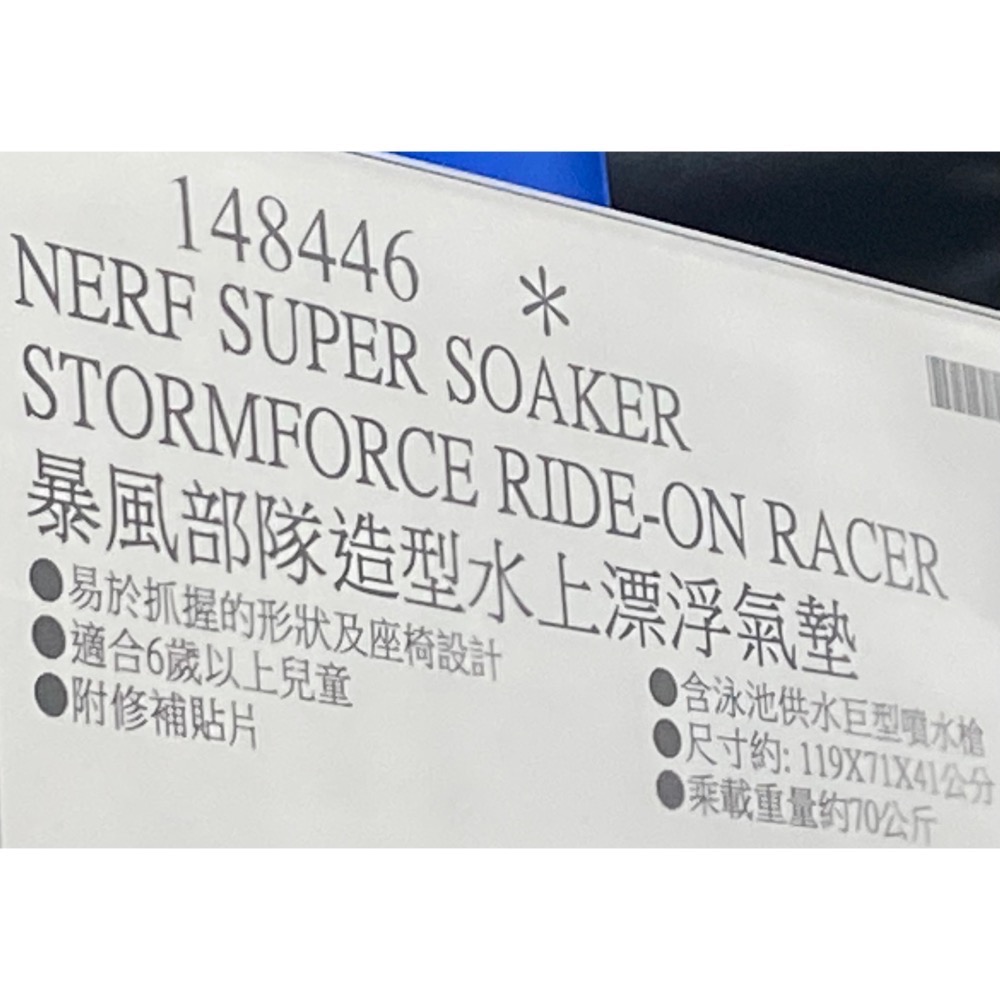 148446 *
NERF SUPER SOAKER
STORMFORCE RIDE-ON RACER
暴風部隊造型水上漂浮氣墊
●易於抓握的形狀及座椅設計
●適合6歲以上兒童
●附修補貼片
●含泳池供水巨型噴水槍
●尺寸約: 119X71X41公分
●乘載重量約70公斤